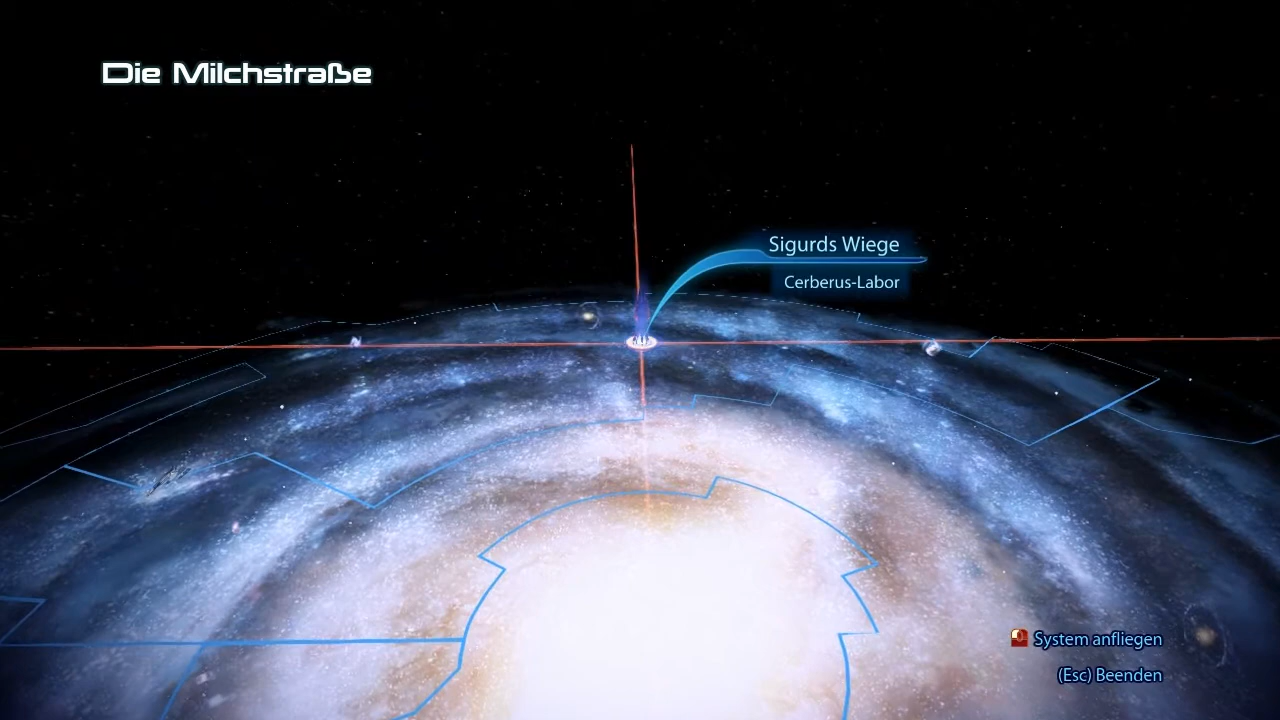 Die Milchstraße
Sigurds Wiege
Cerberus-Labor
System anfliegen
(Esc) Beenden